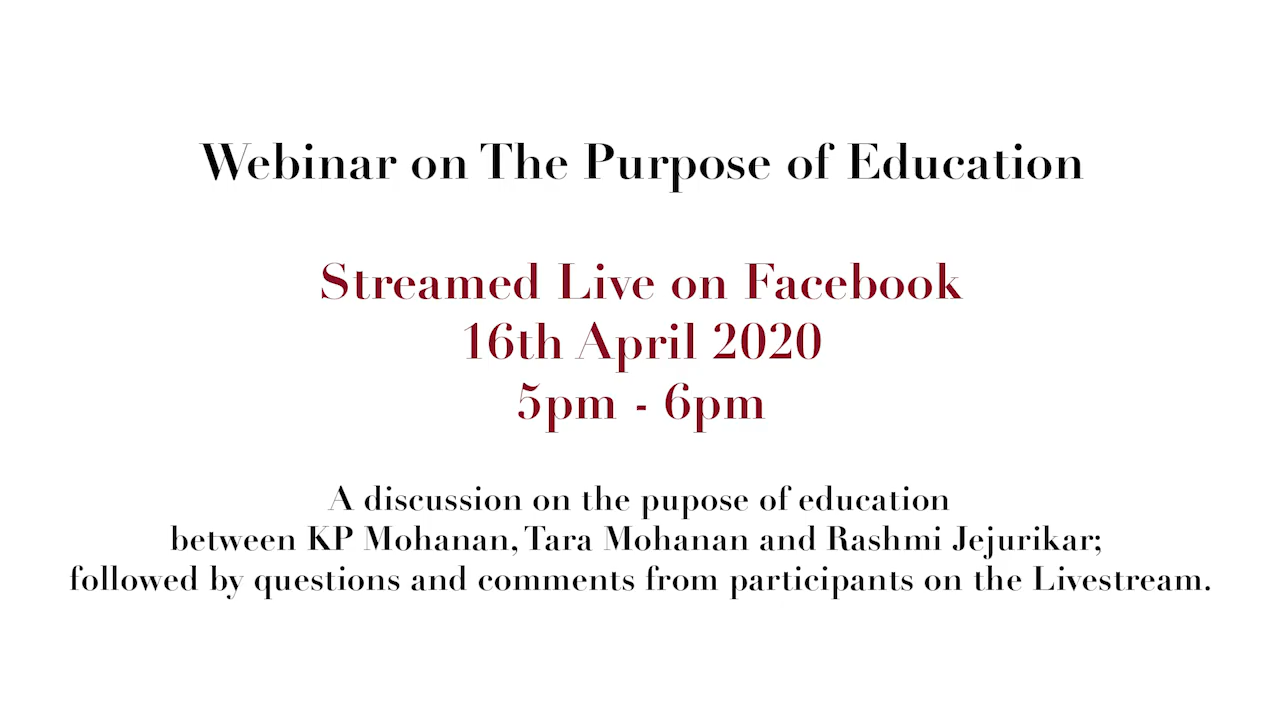 Webinar on The Purpose of Education
Streamed Live on Facebook
16th April 2020
5pm - 6pm
A discussion on the pupose of education
between KP Mohanan, Tara Mohanan and Rashmi Jejurikar;
followed by questions and comments from participants on the Livestream.